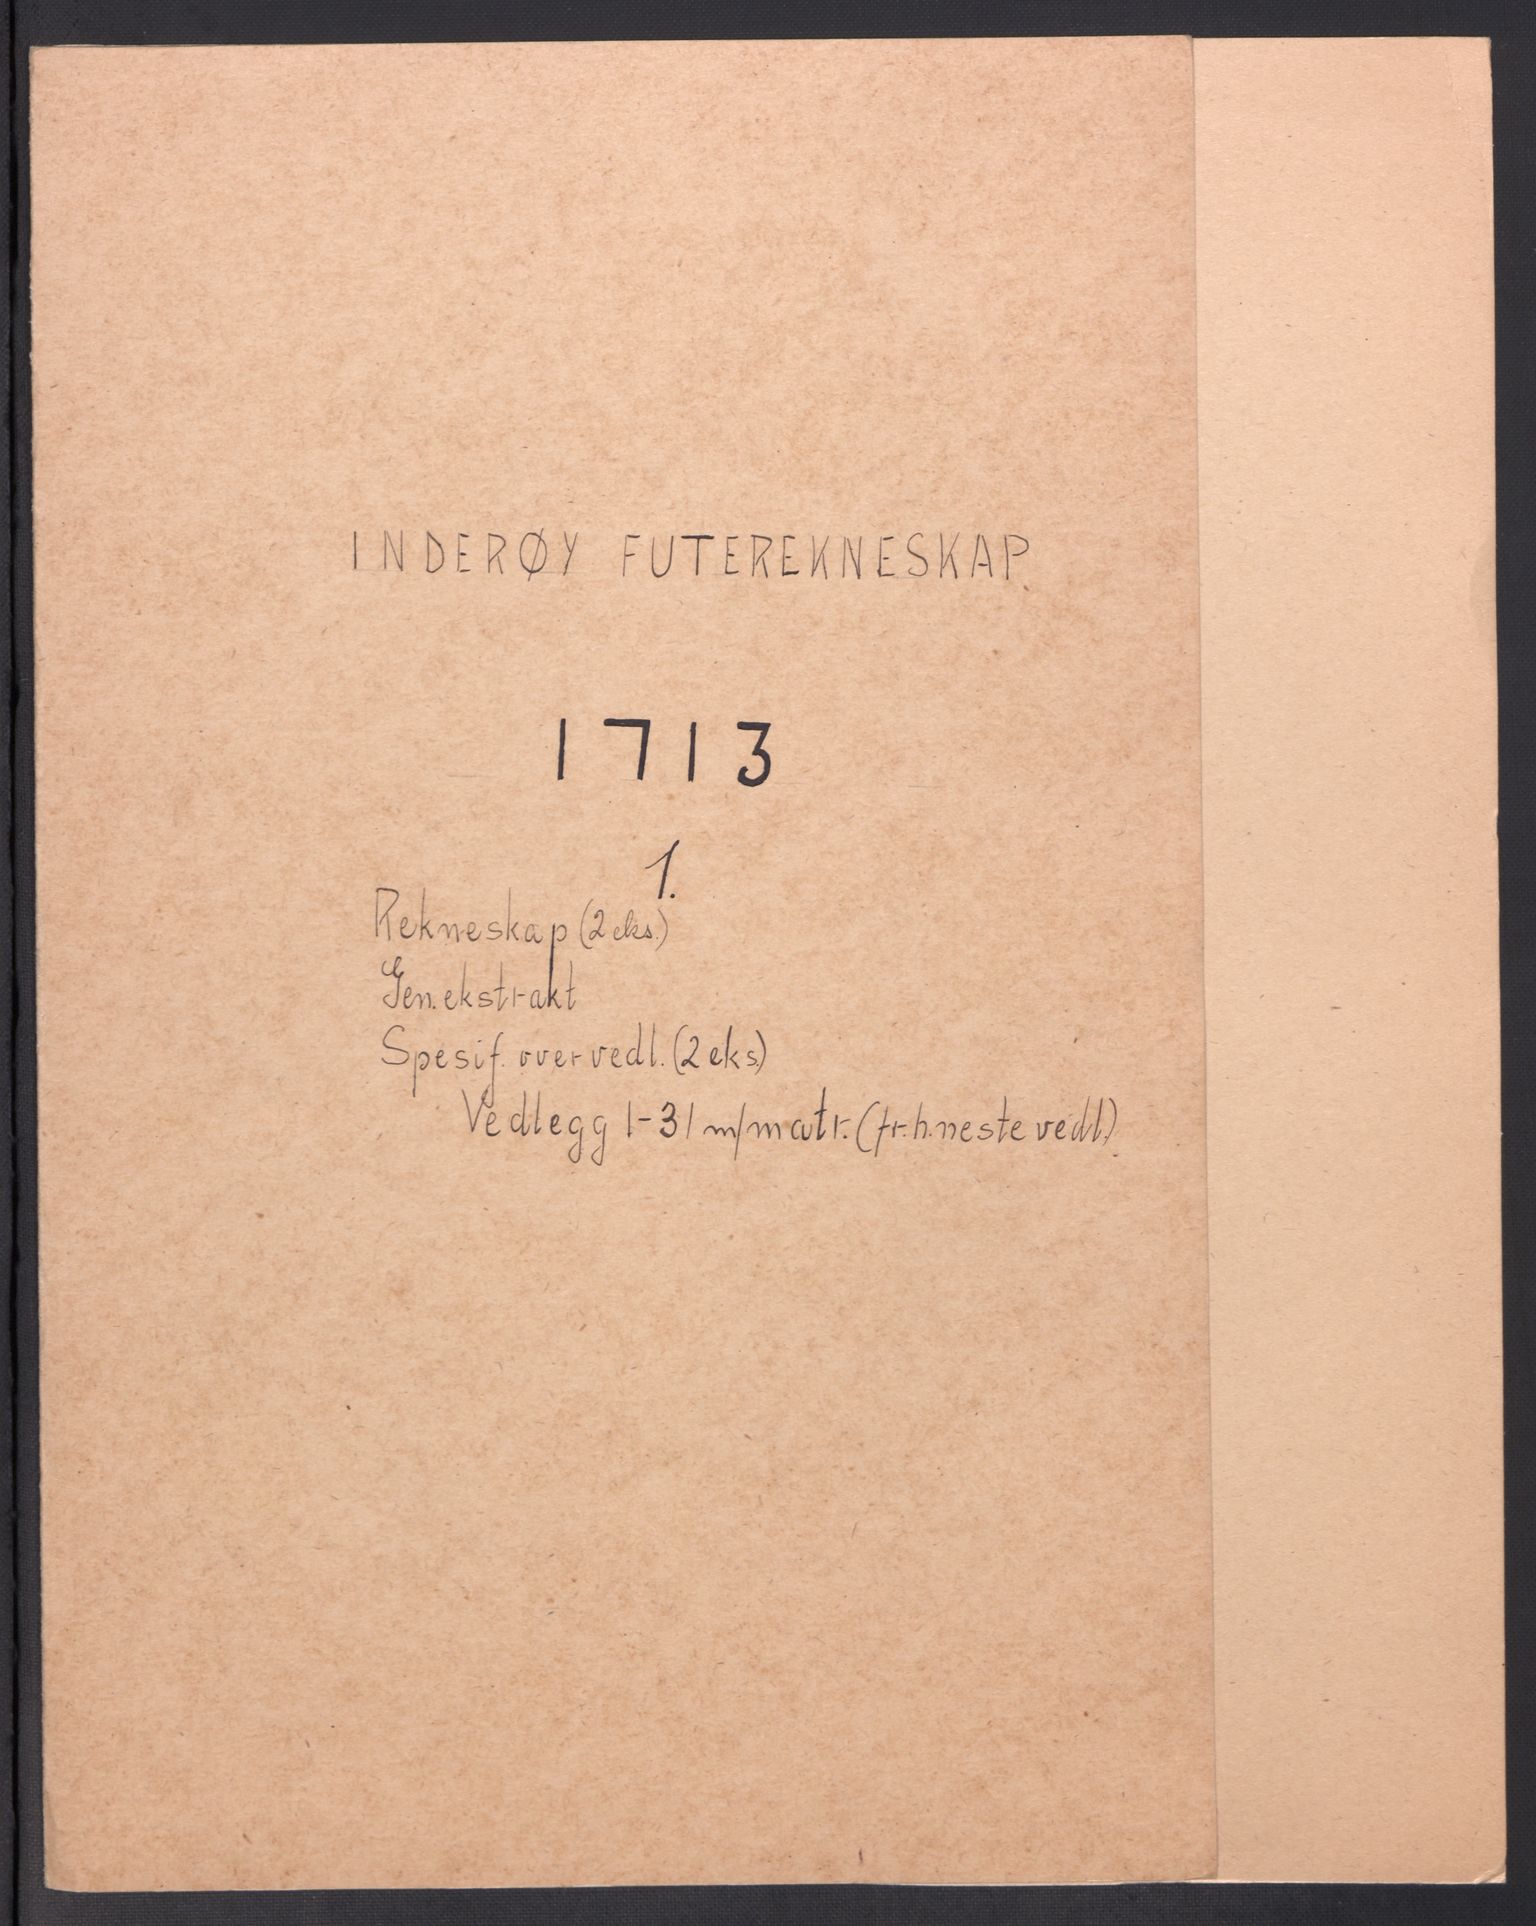 INDERØY FUTEREKNESKAP
1713
1.
Rekneskap (2 eks.)
Gen.ekstrakt
Spesif. over vedl. (2 eks)
Vedlegg 1-31 m/matr. (fr.h. neste vedl.)